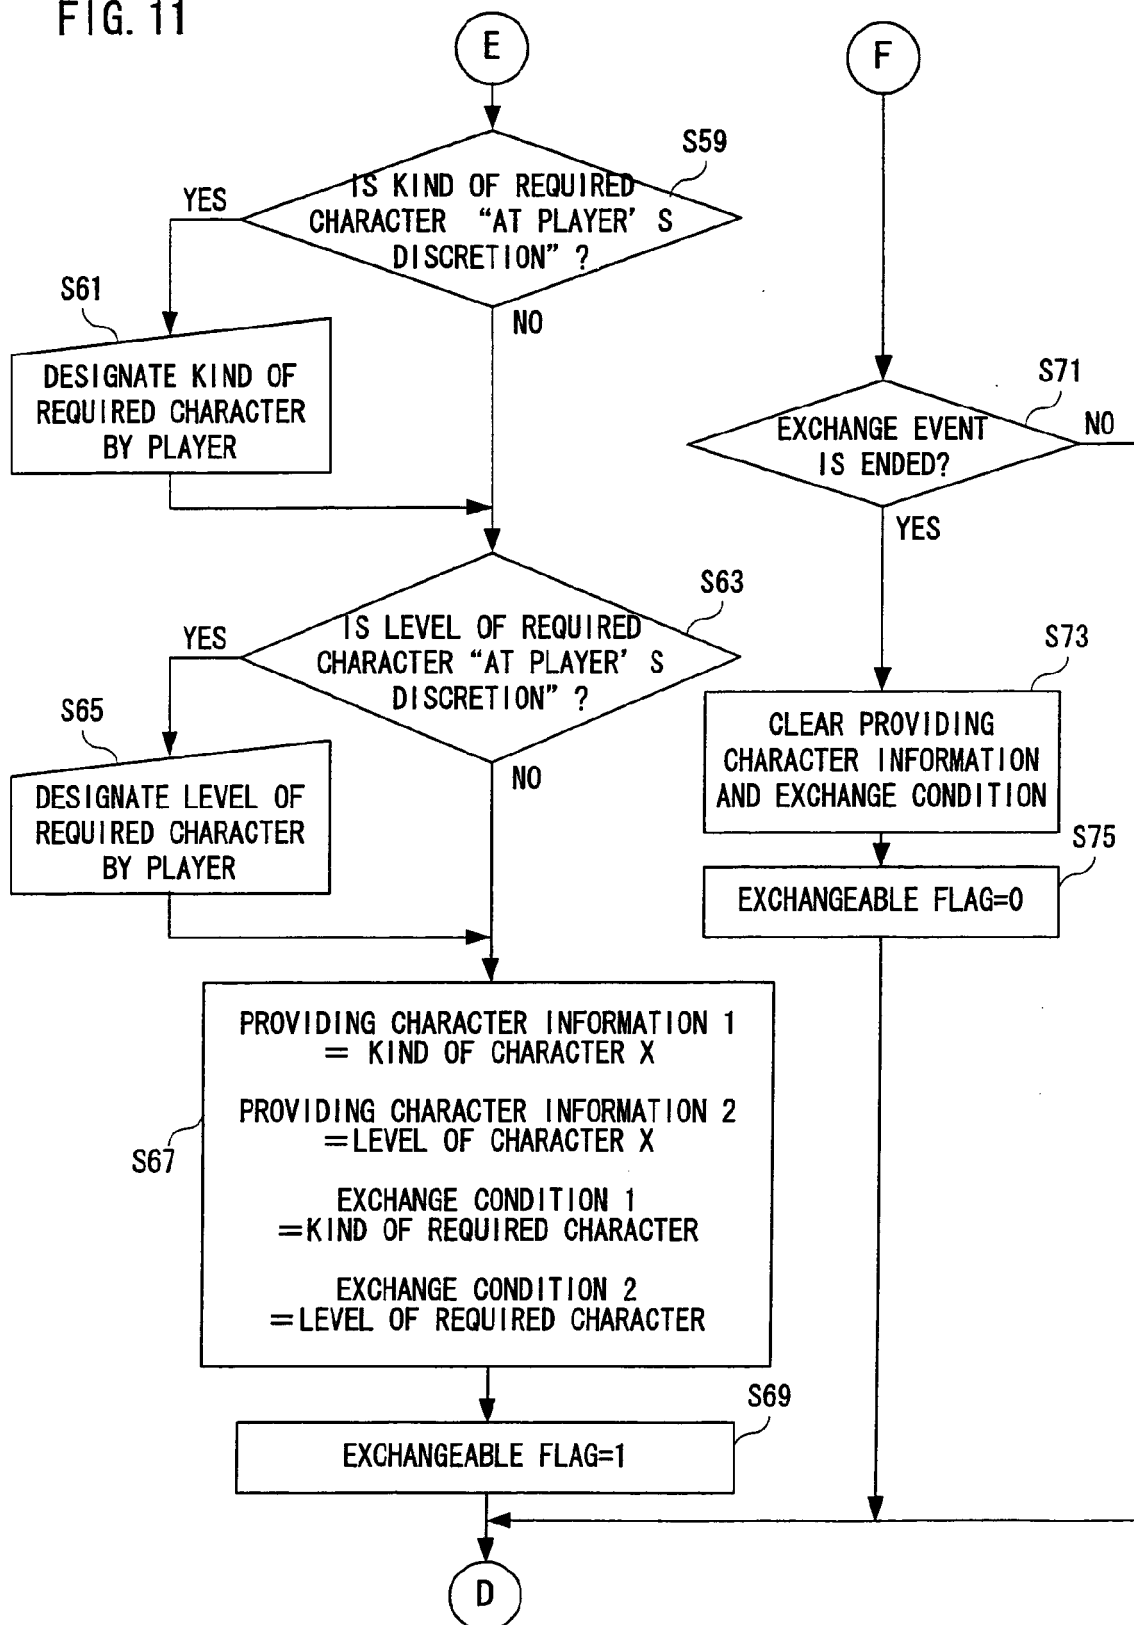 FIG. 11
E
S59
IS KIND OF REQUIRED
CHARACTER "AT PLAYER' S
DISCRETION" ?
YES
NO
S61
DESIGNATE KIND OF
REQUIRED CHARACTER
BY PLAYER
S63
IS LEVEL OF REQUIRED
CHARACTER "AT PLAYER' S
DISCRETION" ?
YES
NO
S65
DESIGNATE LEVEL OF
REQUIRED CHARACTER
BY PLAYER
S67
PROVIDING CHARACTER INFORMATION 1
= KIND OF CHARACTER X
PROVIDING CHARACTER INFORMATION 2
=LEVEL OF CHARACTER X
EXCHANGE CONDITION 1
=KIND OF REQUIRED CHARACTER
EXCHANGE CONDITION 2
=LEVEL OF REQUIRED CHARACTER
S69
EXCHANGEABLE FLAG=1
D
F
S71
EXCHANGE EVENT
IS ENDED?
NO
YES
S73
CLEAR PROVIDING
CHARACTER INFORMATION
AND EXCHANGE CONDITION
S75
EXCHANGEABLE FLAG=0